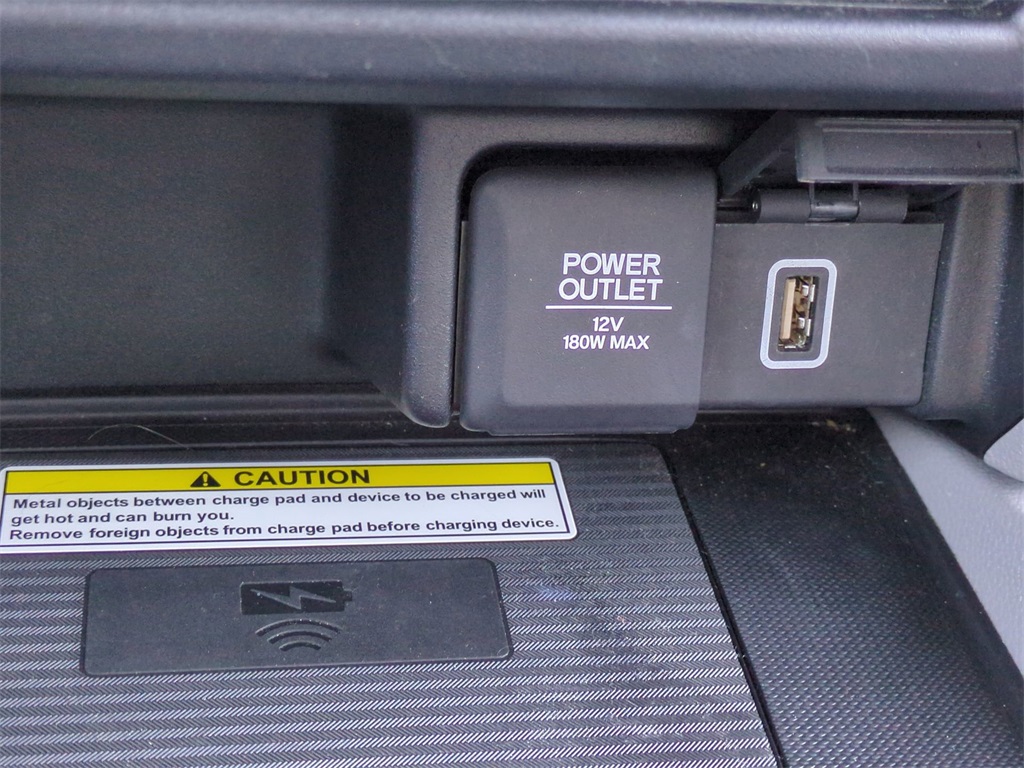 POWER
OUTLET
12V
180W MAX
CAUTION
Metal objects between charge pad and device to be charged will
get hot and can burn you.
Remove foreign objects from charge pad before charging device.